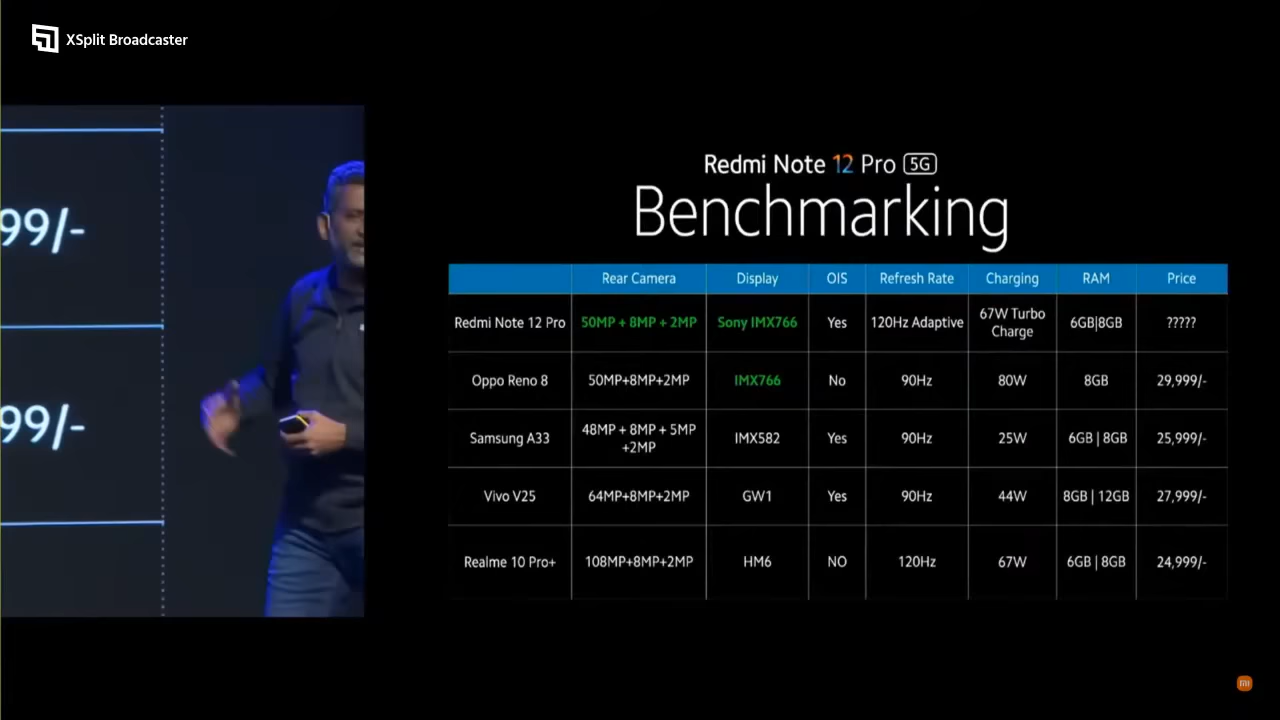 XSplit Broadcaster
99/-
99/-
Redmi Note 12 Pro 5G
Benchmarking
Rear Camera Display OIS Refresh Rate Charging RAM Price
Redmi Note 12 Pro 50MP + 8MP + 2MP Sony IMX766 Yes 120Hz Adaptive 67W Turbo Charge 6GB|8GB ?????
Oppo Reno 8 50MP+8MP+2MP IMX766 No 90Hz 80W 8GB 29,999/-
Samsung A33 48MP + 8MP + 5MP +2MP IMX582 Yes 90Hz 25W 6GB | 8GB 25,999/-
Vivo V25 64MP+8MP+2MP GW1 Yes 90Hz 44W 8GB | 12GB 27,999/-
Realme 10 Pro+ 108MP+8MP+2MP HM6 NO 120Hz 67W 6GB | 8GB 24,999/-
mi